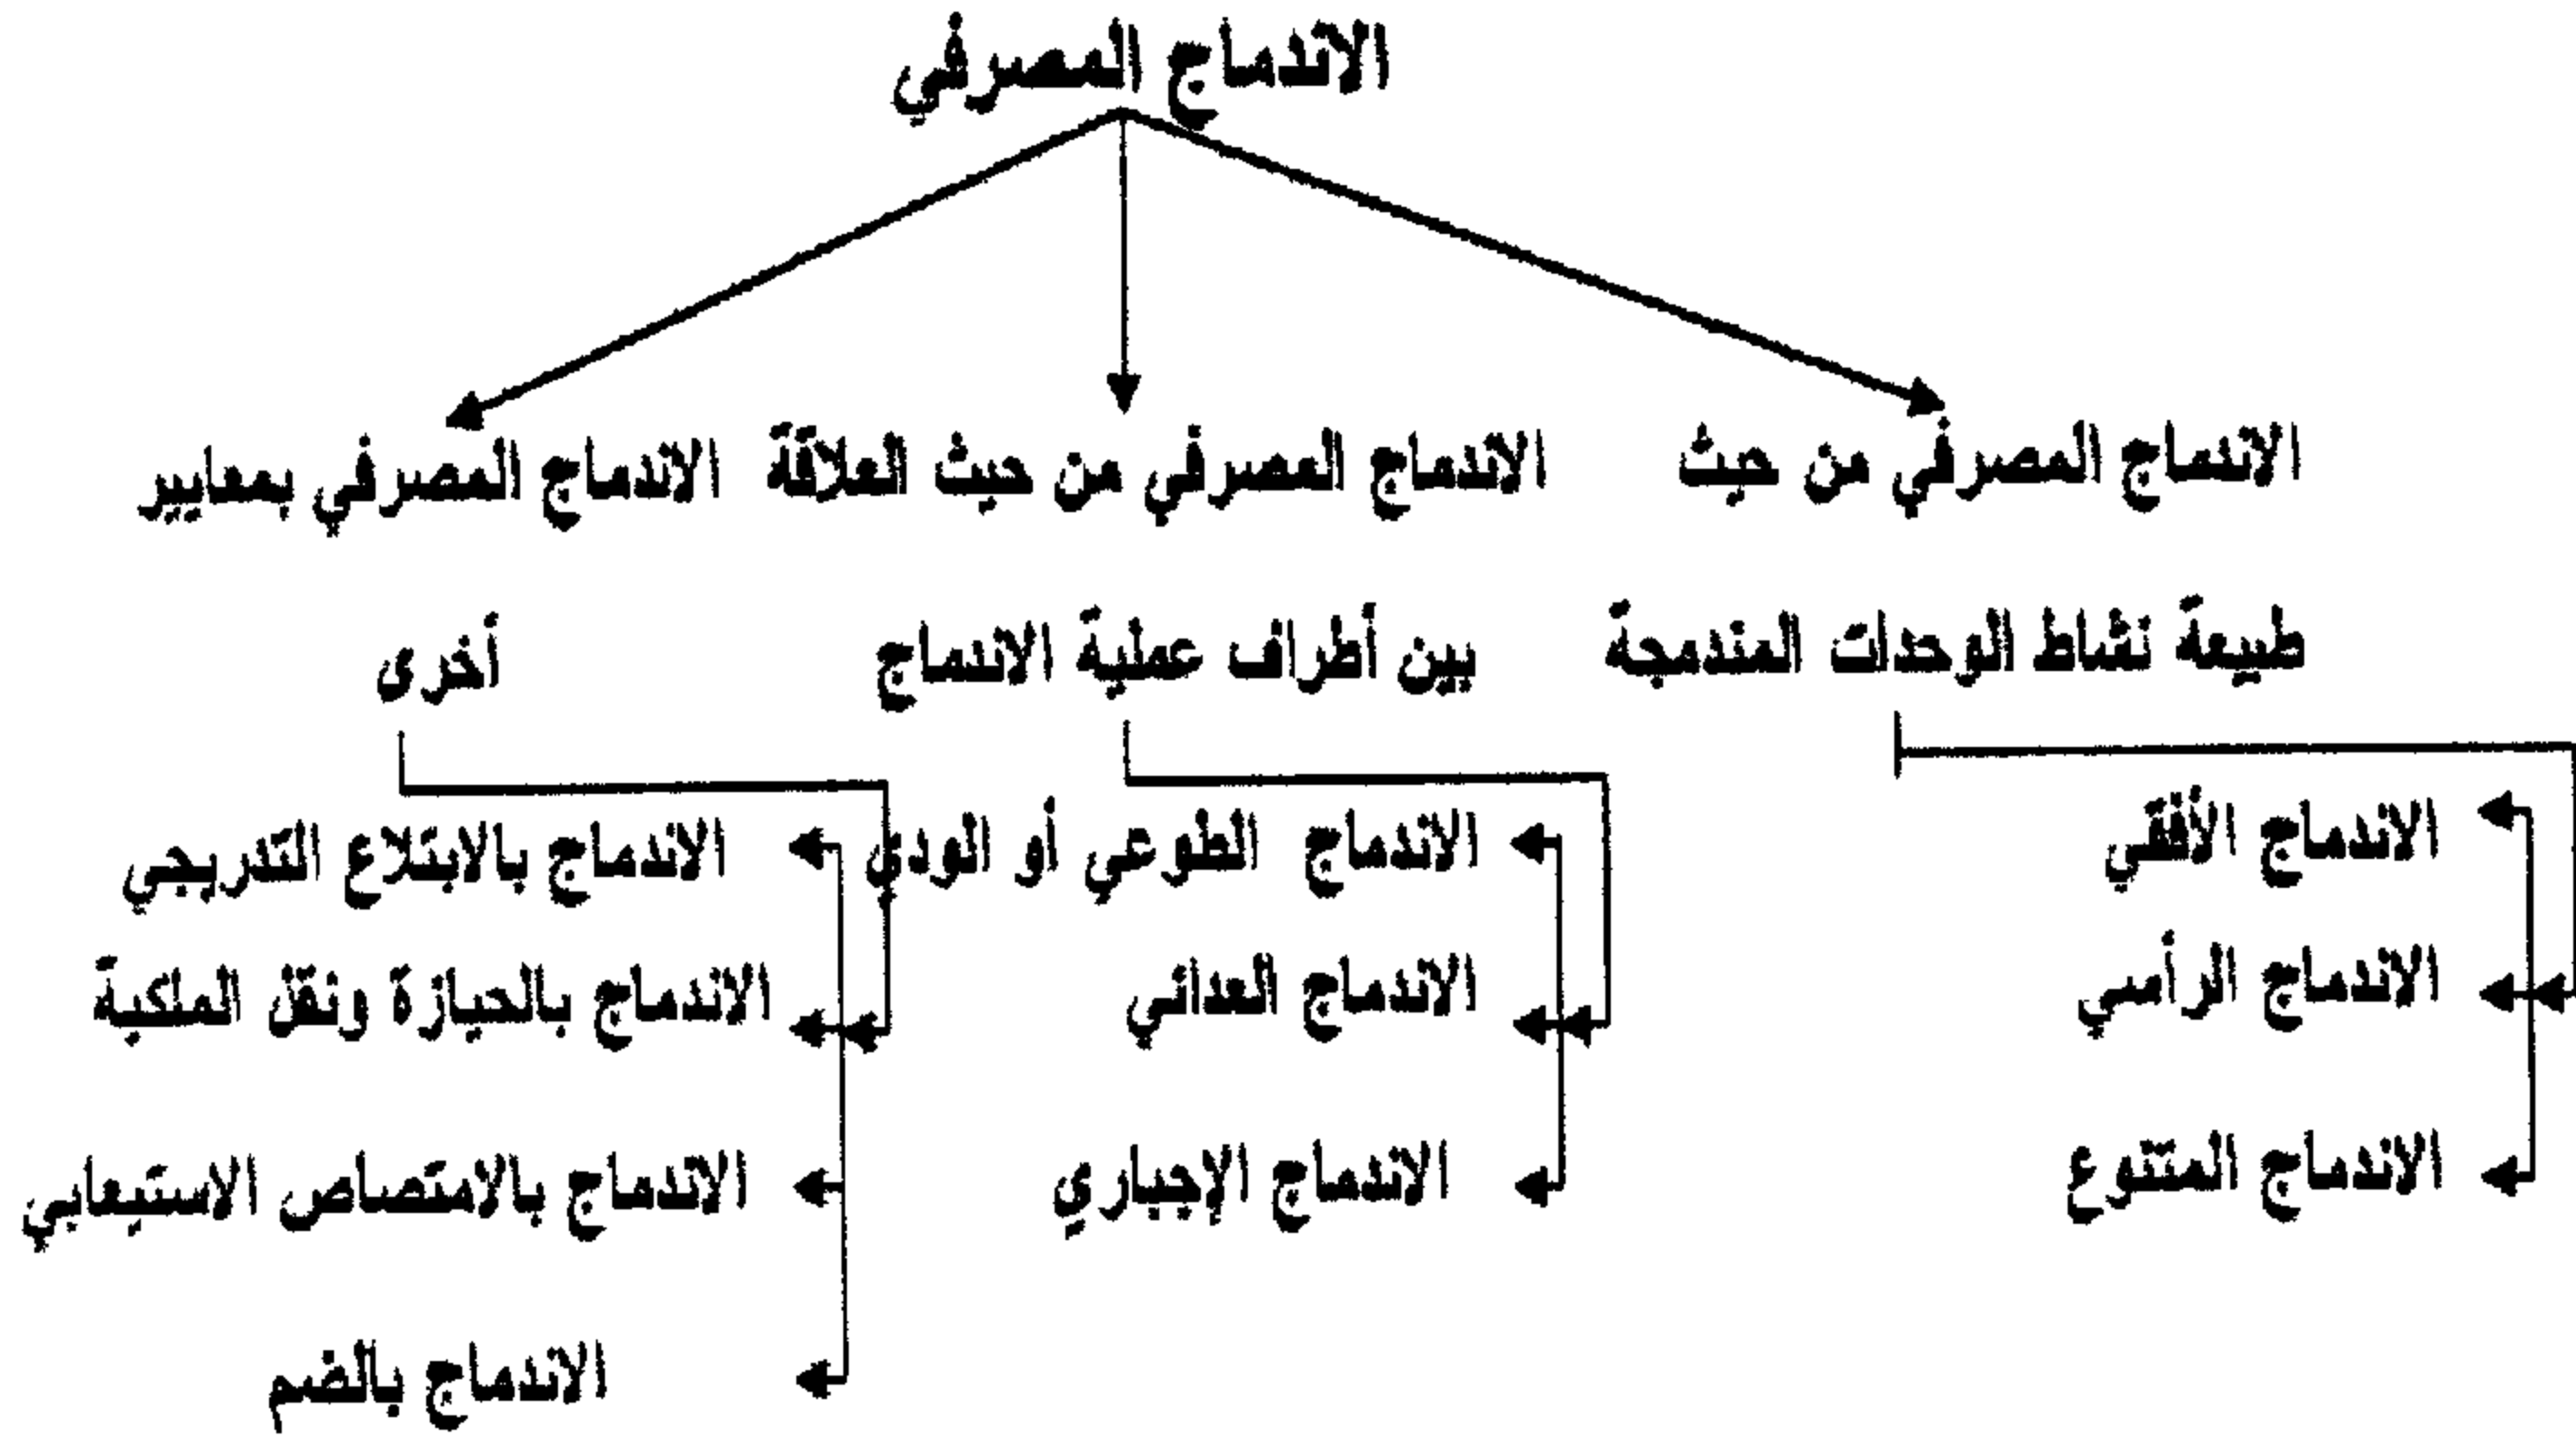 الاندماج المصرفي
الاندماج المصرفي من حيث
طبيعة نشاط الوحدات المندمجة
الاندماج الأفقي
الاندماج الرأسي
الاندماج المتنوع
الاندماج المصرفي من حيث العلاقة
بين أطراف عملية الاندماج
الاندماج الطوعي أو الودي
الاندماج العدائي
الاندماج الإجباري
الاندماج المصرفي بمعايير
أخرى
الاندماج بالابتلاع التدريجي
الاندماج بالحيازة ونقل الملكية
الاندماج بالامتصاص الاستيعابي
الاندماج بالضم